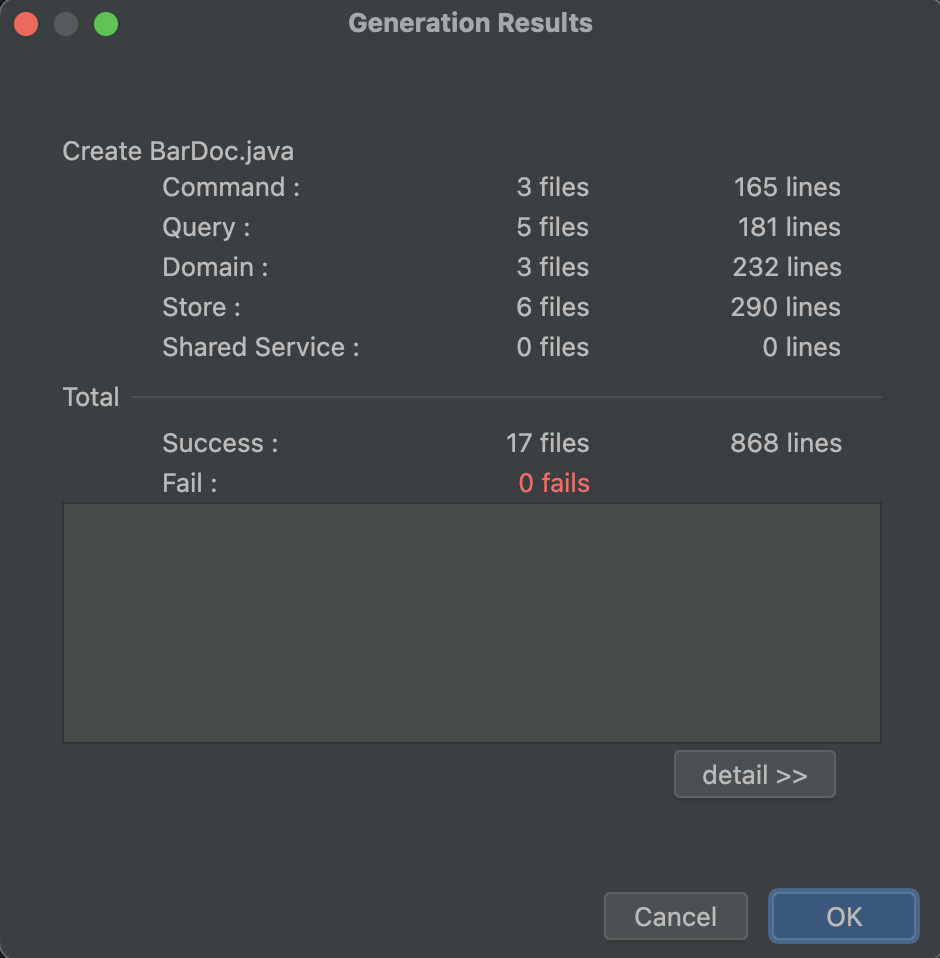 Generation Results
Create BarDoc.java
Command : 3 files 165 lines
Query : 5 files 181 lines
Domain : 3 files 232 lines
Store : 6 files 290 lines
Shared Service : 0 files 0 lines
Total
Success : 17 files 868 lines
Fail : 0 fails
detail >>
Cancel OK